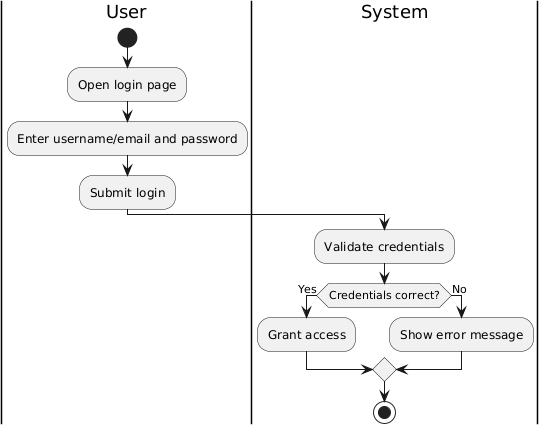 User
System
Open login page
Enter username/email and password
Submit login
Validate credentials
Credentials correct?
Yes
No
Grant access
Show error message